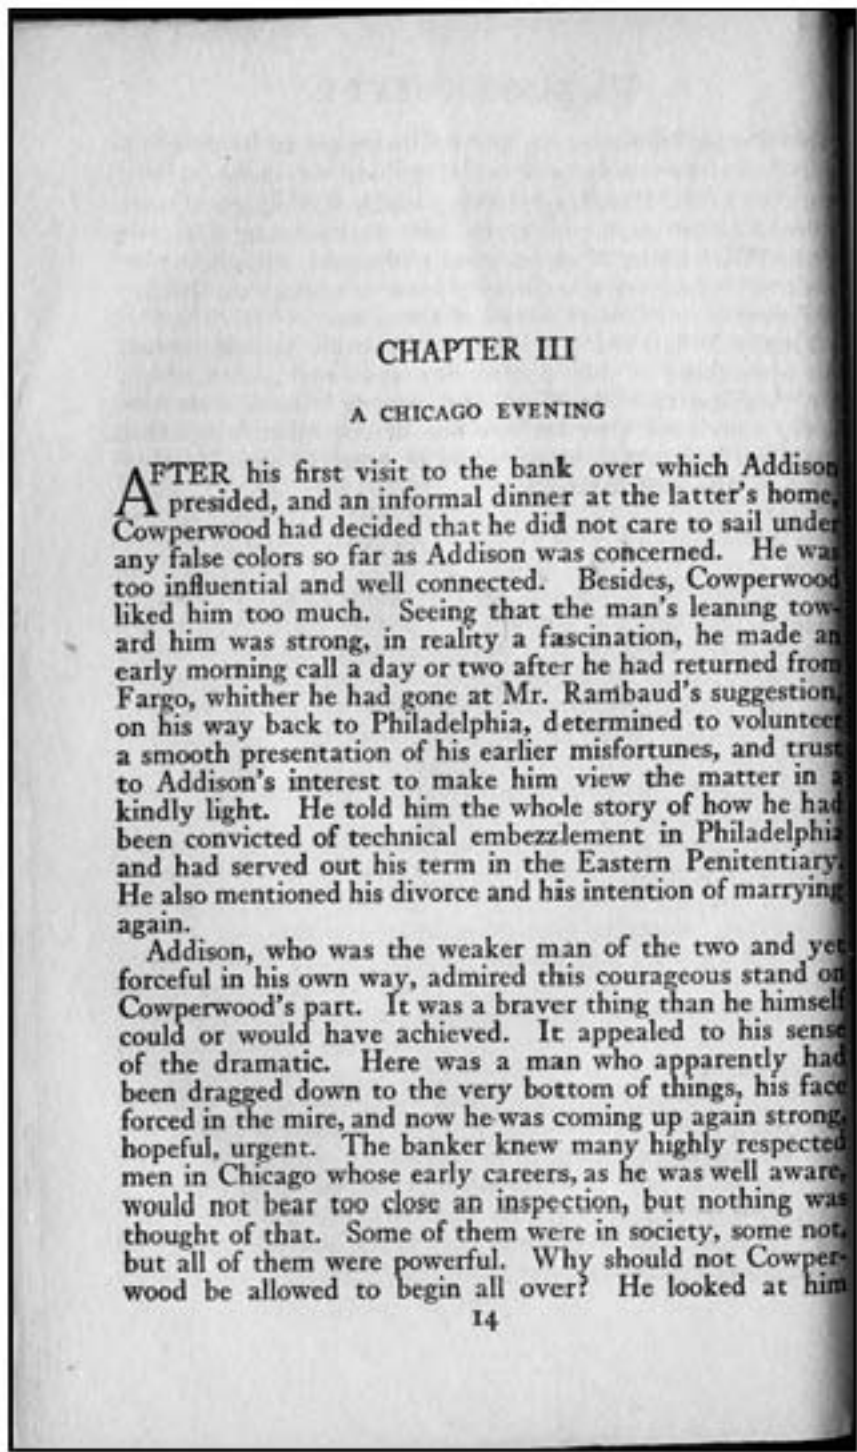 CHAPTER III
A CHICAGO EVENING
AFTER his first visit to the bank over which Addison
presided, and an informal dinner at the latter's home,
Cowperwood had decided that he did not care to sail under
any false colors so far as Addison was concerned. He was
too influential and well connected. Besides, Cowperwood
liked him too much. Seeing that the man's leaning tow-
ard him was strong, in reality a fascination, he made an
early morning call a day or two after he had returned from
Fargo, whither he had gone at Mr. Rambaud's suggestion,
on his way back to Philadelphia, determined to volunteer
a smooth presentation of his earlier misfortunes, and trust
to Addison's interest to make him view the matter in a
kindly light. He told him the whole story of how he had
been convicted of technical embezzlement in Philadelphia
and had served out his term in the Eastern Penitentiary.
He also mentioned his divorce and his intention of marrying
again.
Addison, who was the weaker man of the two and yet
forceful in his own way, admired this courageous stand on
Cowperwood's part. It was a braver thing than he himself
could or would have achieved. It appealed to his sense
of the dramatic. Here was a man who apparently had
been dragged down to the very bottom of things, his face
forced in the mire, and now he was coming up again strong,
hopeful, urgent. The banker knew many highly respected
men in Chicago whose early careers, as he was well aware,
would not bear too close an inspection, but nothing was
thought of that. Some of them were in society, some not,
but all of them were powerful. Why should not Cowper-
wood be allowed to begin all over? He looked at him
14